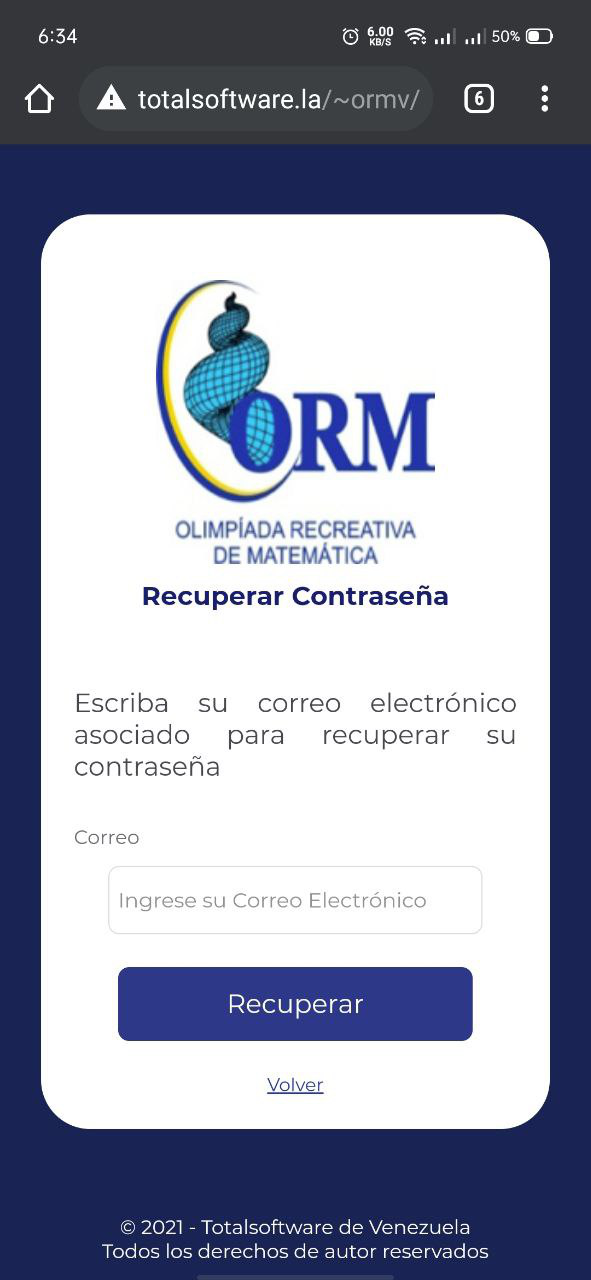 6:34
6.00
KB/S
50%
totalsoftware.la/~ormv/
6
ORM
OLIMPÍADA RECREATIVA
DE MATEMÁTICA
Recuperar Contraseña
Escriba su correo electrónico
asociado para recuperar su
contraseña
Correo
Ingrese su Correo Electrónico
Recuperar
Volver
© 2021 - Totalsoftware de Venezuela
Todos los derechos de autor reservados